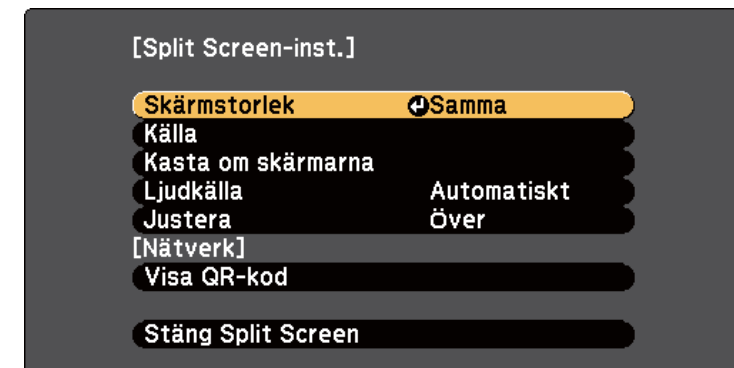 [Split Screen-inst.]
Skärmstorlek Samma
Källa
Kasta om skärmarna
Ljudkälla Automatiskt
Justera Över
[Nätverk]
Visa QR-kod
Stäng Split Screen